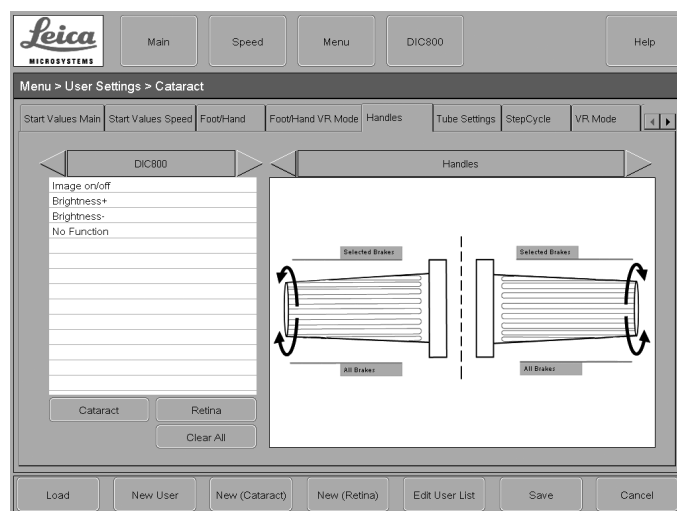 Leica
MICROSYSTEMS
Main
Speed
Menu
DIC800
Help
Menu > User Settings > Cataract
Start Values Main
Start Values Speed
Foot/Hand
Foot/Hand VR Mode
Handles
Tube Settings
StepCycle
VR Mode
DIC800
Handles
Image on/off
Brightness+
Brightness-
No Function
Selected Brakes
Selected Brakes
All Brakes
All Brakes
Cataract
Retina
Clear All
Load
New User
New (Cataract)
New (Retina)
Edit User List
Save
Cancel